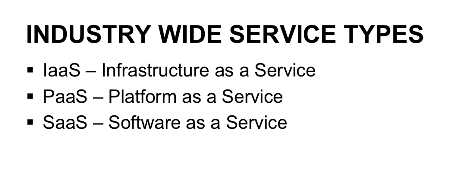 INDUSTRY WIDE SERVICE TYPES
▪ IaaS – Infrastructure as a Service
▪ PaaS – Platform as a Service
▪ SaaS – Software as a Service